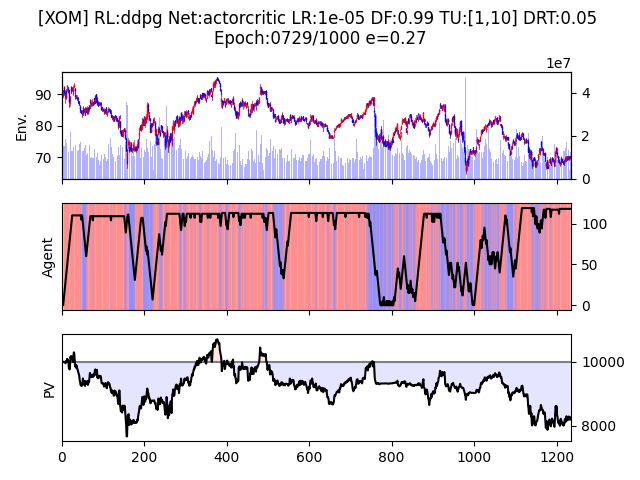 [XOM] RL:ddpg Net:actorcritic LR:1e-05 DF:0.99 TU:[1,10] DRT:0.05
Epoch:0729/1000 e=0.27
1e7
Env.
90
80
70
4
2
0
Agent
100
50
0
PV
10000
8000
0 200 400 600 800 1000 1200